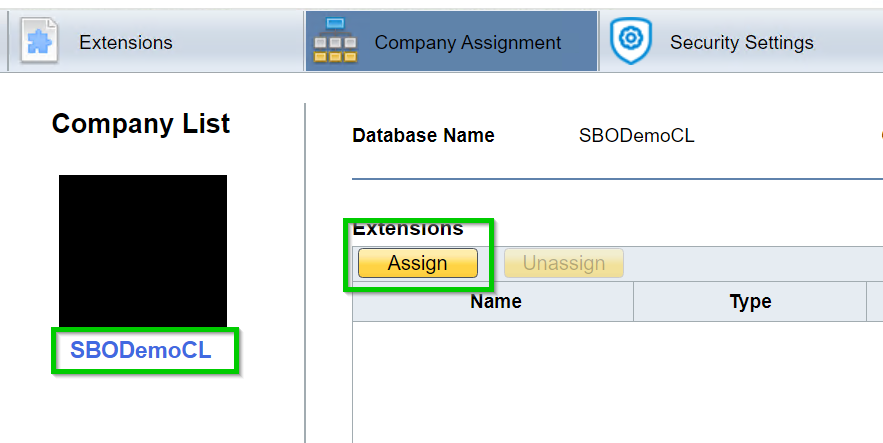 Extensions
Company Assignment
Security Settings
Company List
Database Name
SBODemoCL
Extensions
Assign
Unassign
Name
Type
SBODemoCL